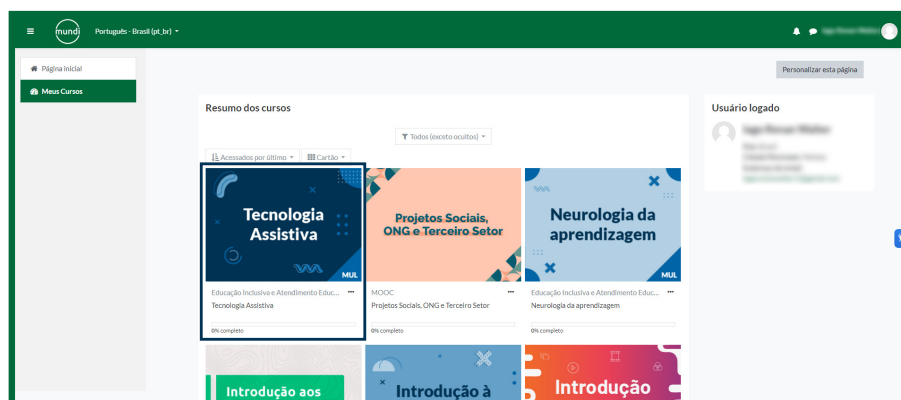 mundi
Português - Brasil (pt_br)
Página inicial
Meus Cursos
Personalizar esta página
Resumo dos cursos
Todos (exceto ocultos)
Acessados por último
Cartão
Tecnologia
Assistiva
MUL
Educação Inclusiva e Atendimento Educ... •••
Tecnologia Assistiva
0% completo
Projetos Sociais,
ONG e Terceiro Setor
MOOC •••
Projetos Sociais, ONG e Terceiro Setor
0% completo
Neurologia da
aprendizagem
MUL
Educação Inclusiva e Atendimento Educ... •••
Neurologia da aprendizagem
0% completo
Introdução aos
Introdução à
Introdução
Usuário logado